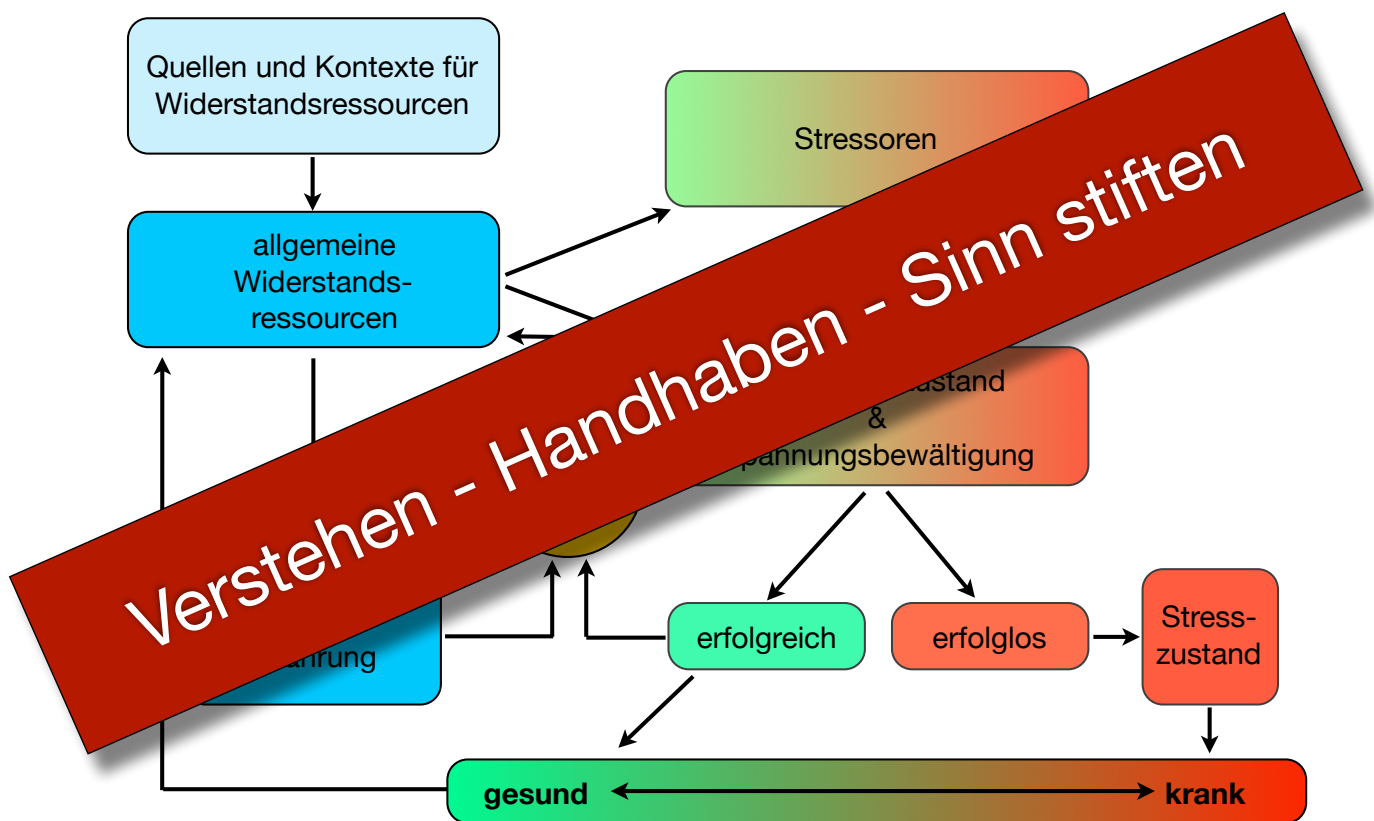 Quellen und Kontexte für
Widerstandsressourcen
Stressoren
allgemeine
Widerstands-
ressourcen
Verstehen - Handhaben - Sinn stiften
&
erfolgreich
erfolglos
Stress-
zustand
gesund
krank